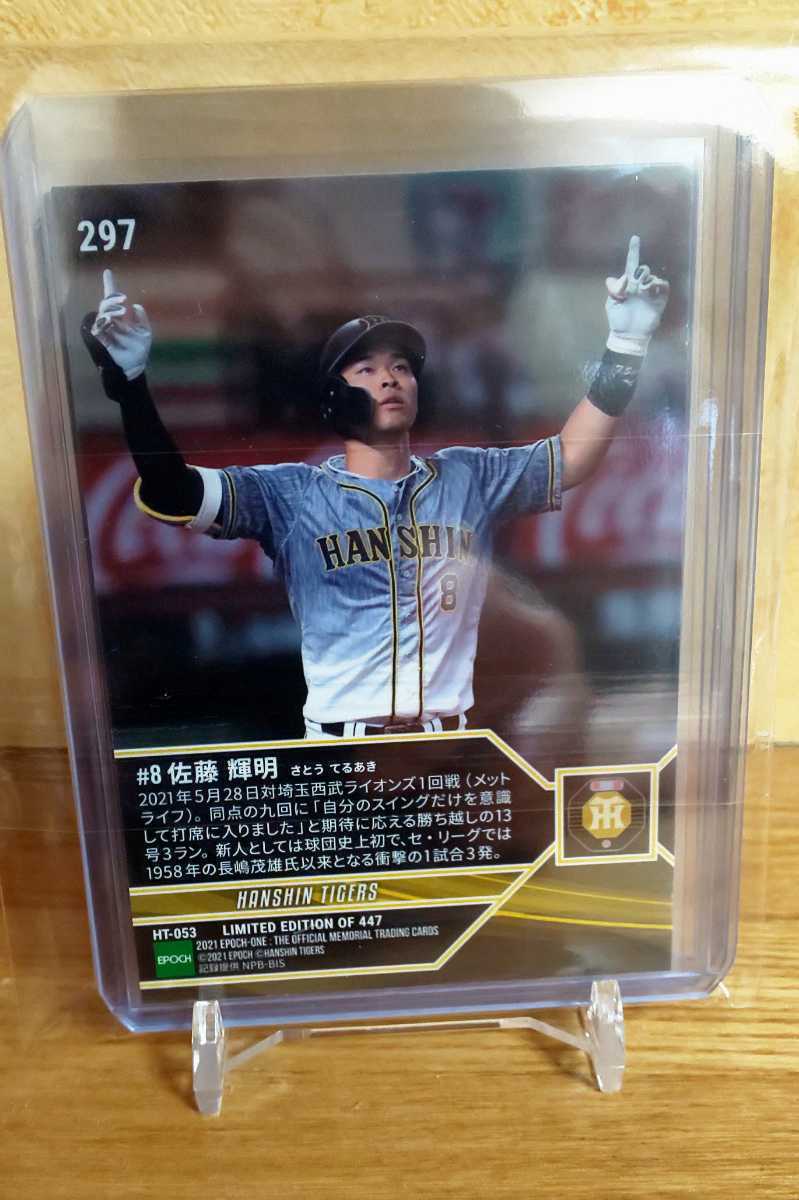 297
HANSHIN
8
#8 佐藤 輝明 さとう てるあき
2021年5月28日対埼玉西武ライオンズ1回戦（メット
ライフ）。同点の九回に「自分のスイングだけを意識
して打席に入りました」と期待に応える勝ち越しの13
号3ラン。新人としては球団史上初で、セ・リーグでは
1958年の長嶋茂雄氏以来となる衝撃の1試合3発。
HANSHIN TIGERS
HT-053 LIMITED EDITION OF 447
EPOCH
2021 EPOCH-ONE : THE OFFICIAL MEMORIAL TRADING CARDS
©2021 EPOCH ©HANSHIN TIGERS
記録提供 NPB-BIS